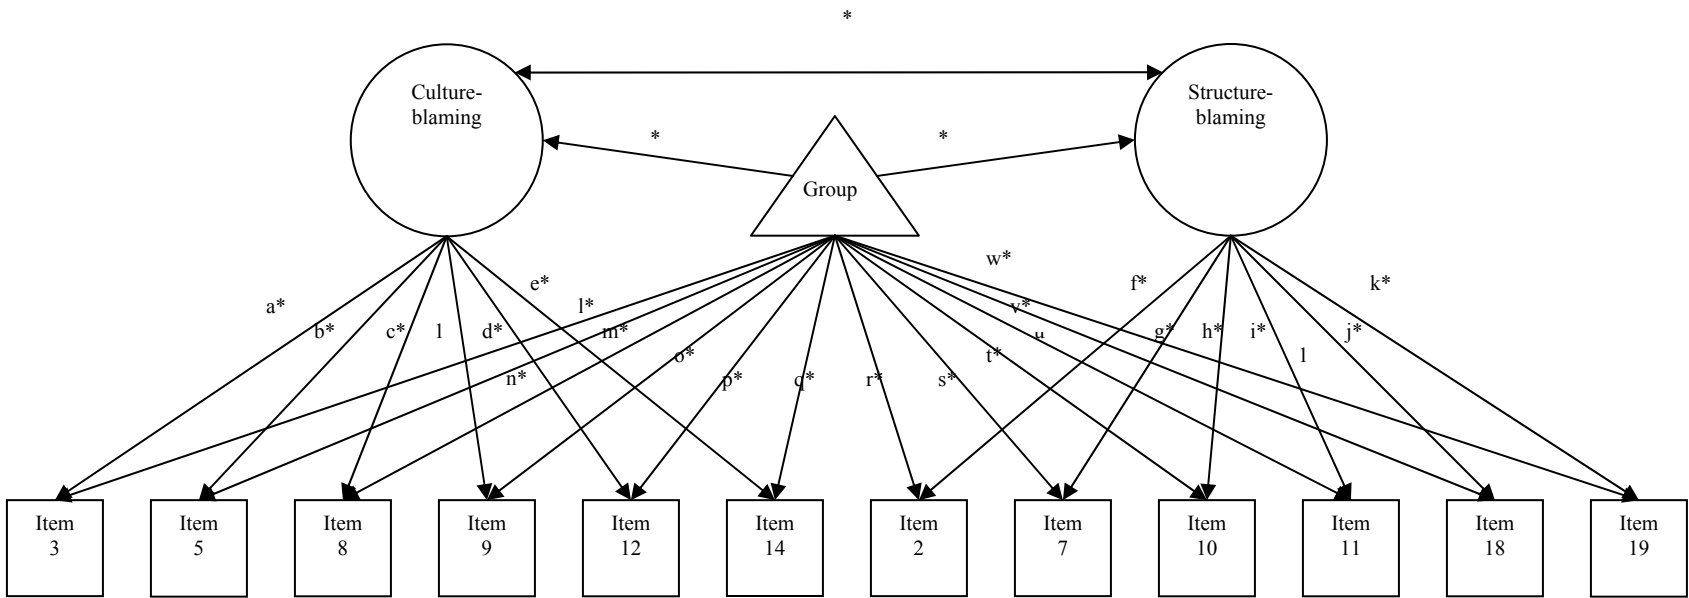 *
Culture-
blaming
Structure-
blaming
*
*
Group
w*
e*
f*
k*
a*
l*
v*
b*
c*
l
d*
m*
u
g*
h*
i*
j*
o*
t*
l
n*
p*
q*
r*
s*
Item
3
Item
5
Item
8
Item
9
Item
12
Item
14
Item
2
Item
7
Item
10
Item
11
Item
18
Item
19